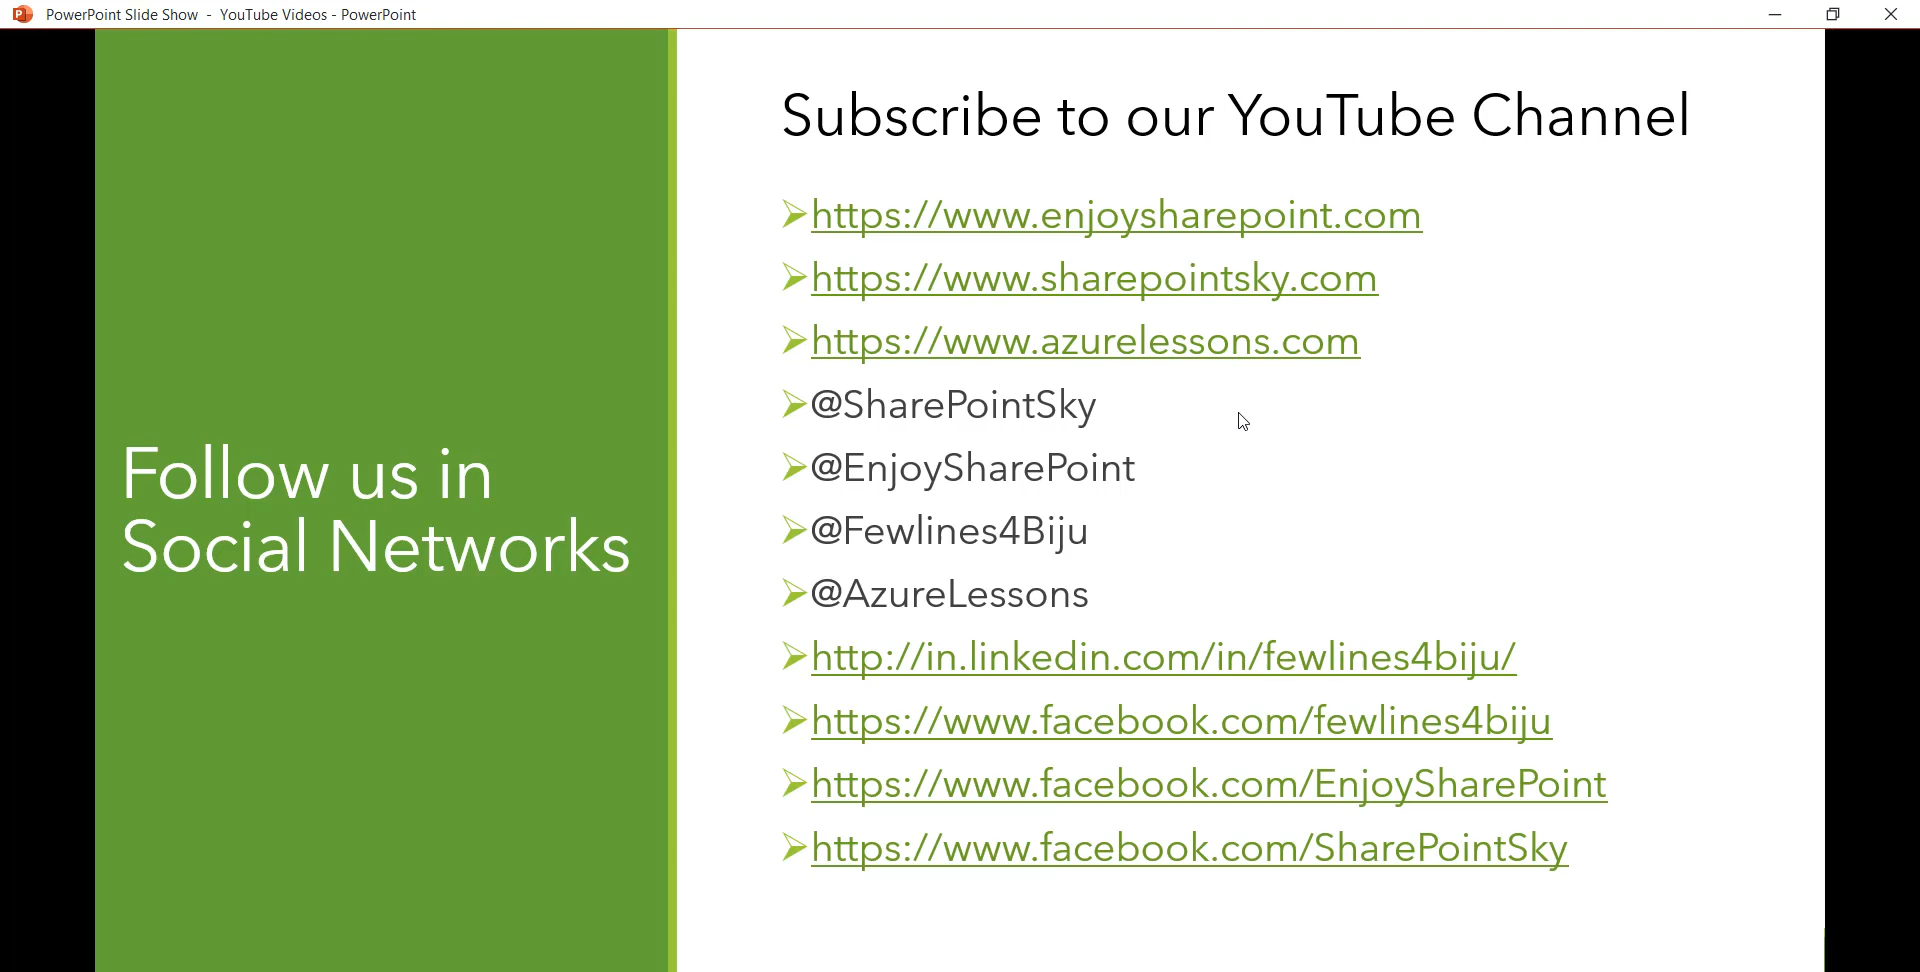 PowerPoint Slide Show - YouTube Videos - PowerPoint
Follow us in
Social Networks
Subscribe to our YouTube Channel
https://www.enjoysharepoint.com
https://www.sharepointsky.com
https://www.azurelessons.com
@SharePointSky
@EnjoySharePoint
@Fewlines4Biju
@AzureLessons
http://in.linkedin.com/in/fewlines4biju/
https://www.facebook.com/fewlines4biju
https://www.facebook.com/EnjoySharePoint
https://www.facebook.com/SharePointSky